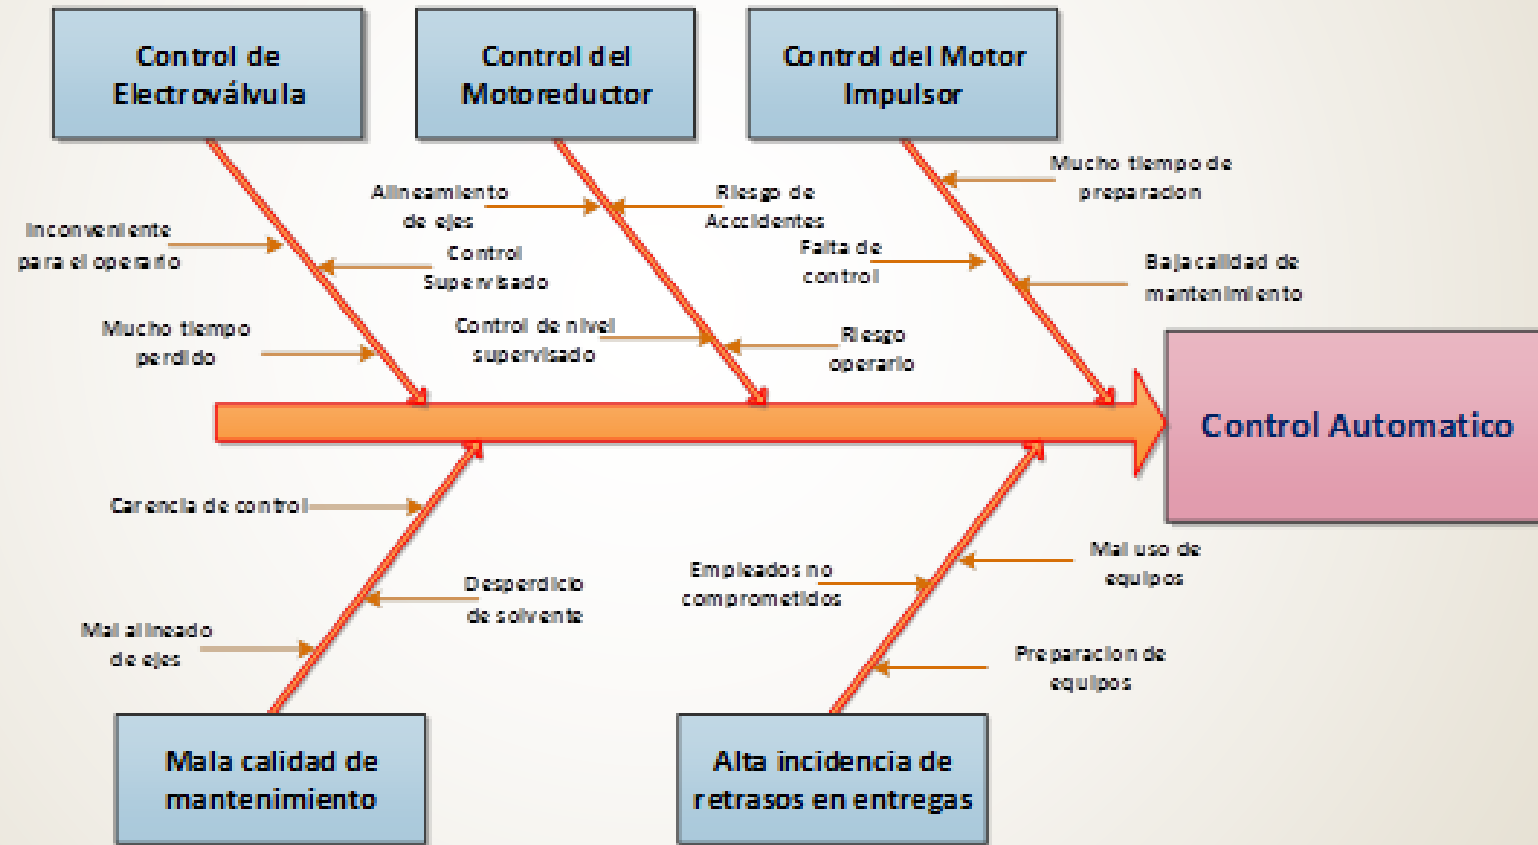 Control de
Electroválvula
Control del
Motoreductor
Control del Motor
Impulsor
Inconveniente
para el operario
Control
Supervisado
Mucho tiempo
perdido
Alineamiento
de ejes
Riesgo de
Acccidentes
Control de nivel
supervisado
Riesgo
operario
Mucho tiempo de
preparacion
Falta de
control
Baja calidad de
mantenimiento
Control Automatico
Carencia de control
Desperdicio
de solvente
Mal alineado
de ejes
Empleados no
comprometidos
Mal uso de
equipos
Preparacion de
equipos
Mala calidad de
mantenimiento
Alta incidencia de
retrasos en entregas